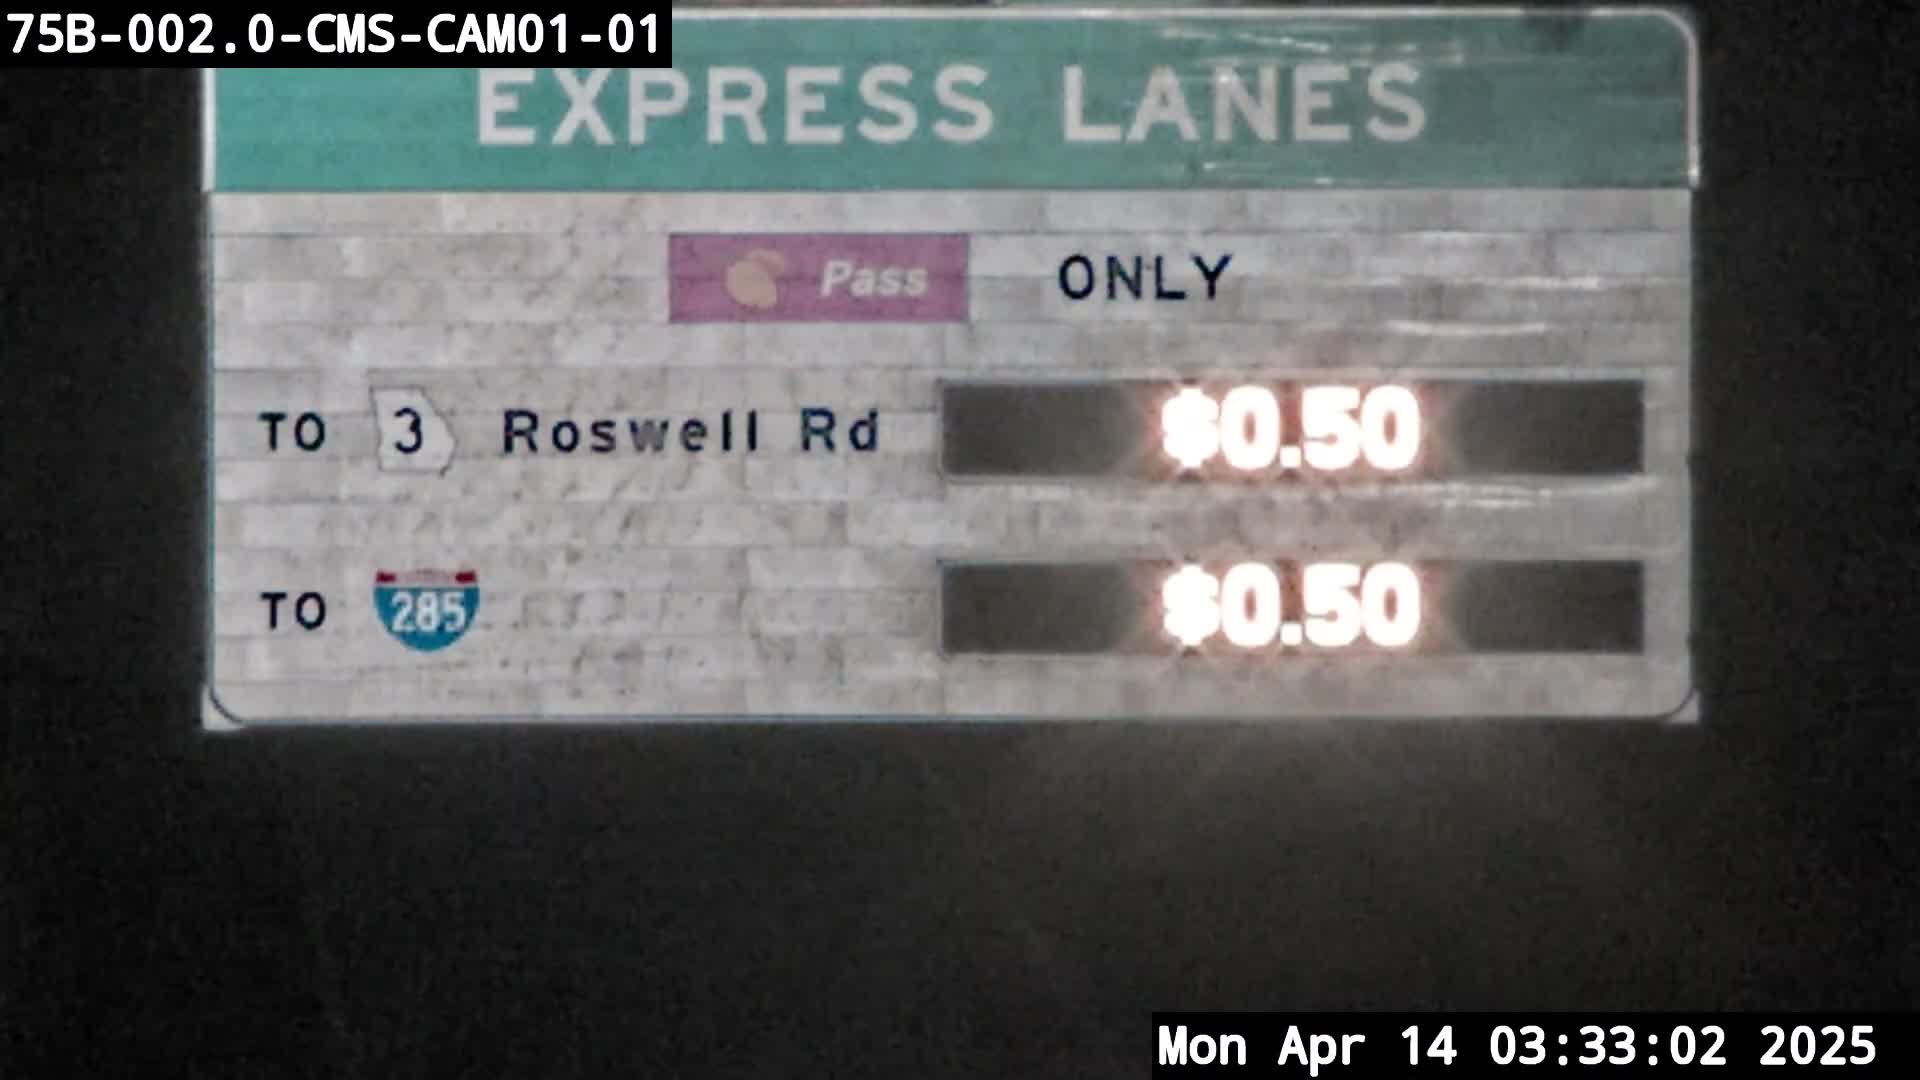 75B-002.0-CMS-CAM01-01
EXPRESS LANES
Pass ONLY
TO 3 Roswell Rd $0.50
TO 285 $0.50
Mon Apr 14 03:33:02 2025